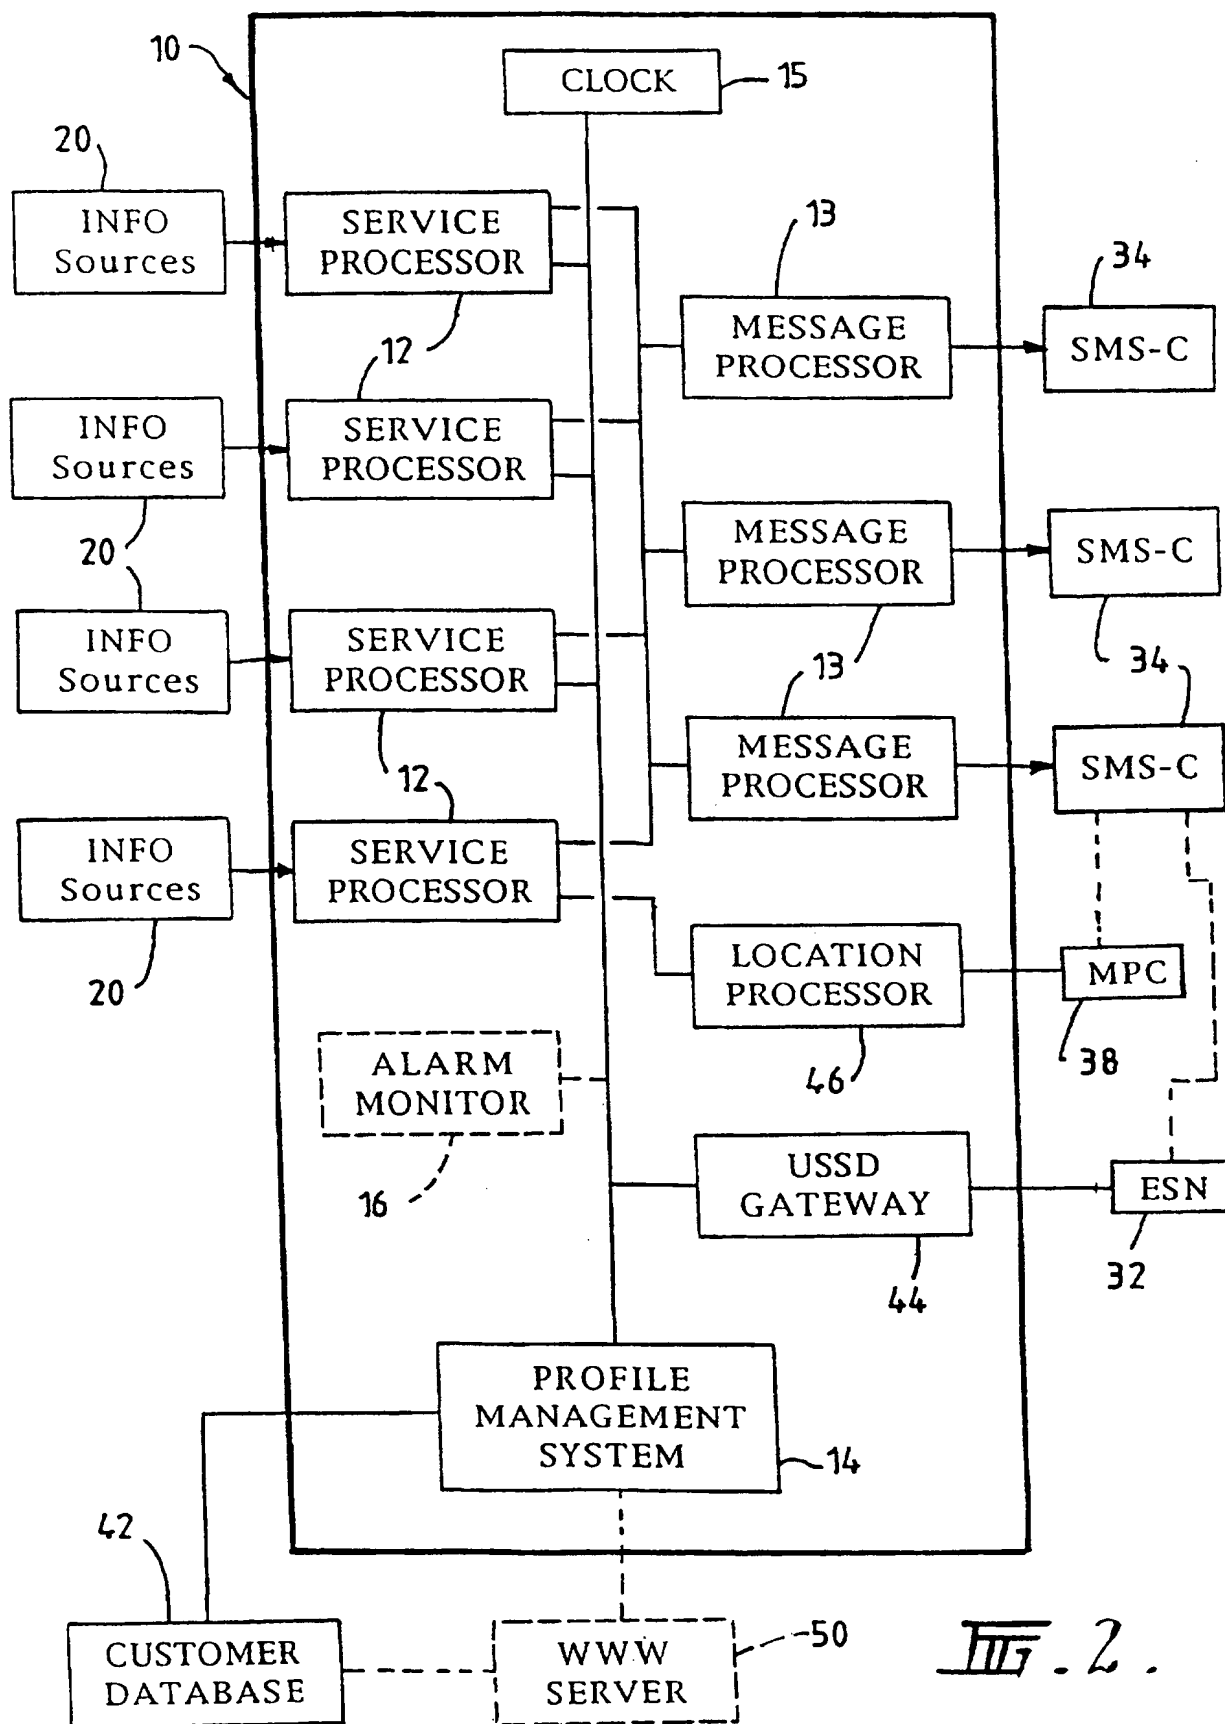 10
CLOCK
15
20
INFO
Sources
SERVICE
PROCESSOR
13
34
12
MESSAGE
PROCESSOR
SMS-C
INFO
Sources
SERVICE
PROCESSOR
20
MESSAGE
PROCESSOR
SMS-C
INFO
Sources
SERVICE
PROCESSOR
13
34
12
MESSAGE
PROCESSOR
SMS-C
INFO
Sources
SERVICE
PROCESSOR
20
LOCATION
PROCESSOR
MPC
46
38
ALARM
MONITOR
16
USSD
GATEWAY
ESN
44
32
PROFILE
MANAGEMENT
SYSTEM
14
42
CUSTOMER
DATABASE
WWW
SERVER
50
FIG. 2.